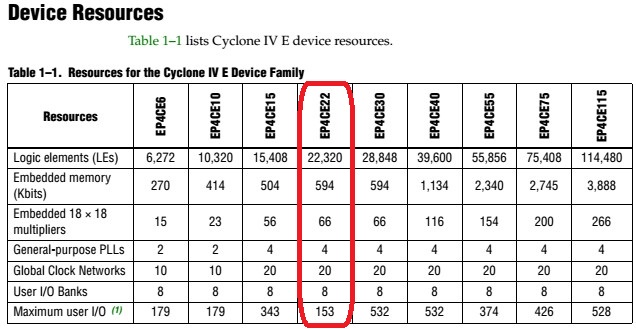 Device Resources
Table 1–1 lists Cyclone IV E device resources.
Table 1–1. Resources for the Cyclone IV E Device Family
Resources EP4CE6 EP4CE10 EP4CE15 EP4CE22 EP4CE30 EP4CE40 EP4CE55 EP4CE75 EP4CE115
Logic elements (LEs) 6,272 10,320 15,408 22,320 28,848 39,600 55,856 75,408 114,480
Embedded memory
(Kbits) 270 414 504 594 594 1,134 2,340 2,745 3,888
Embedded 18 × 18
multipliers 15 23 56 66 66 116 154 200 266
General-purpose PLLs 2 2 4 4 4 4 4 4 4
Global Clock Networks 10 10 20 20 20 20 20 20 20
User I/O Banks 8 8 8 8 8 8 8 8 8
Maximum user I/O (1) 179 179 343 153 532 532 374 426 528